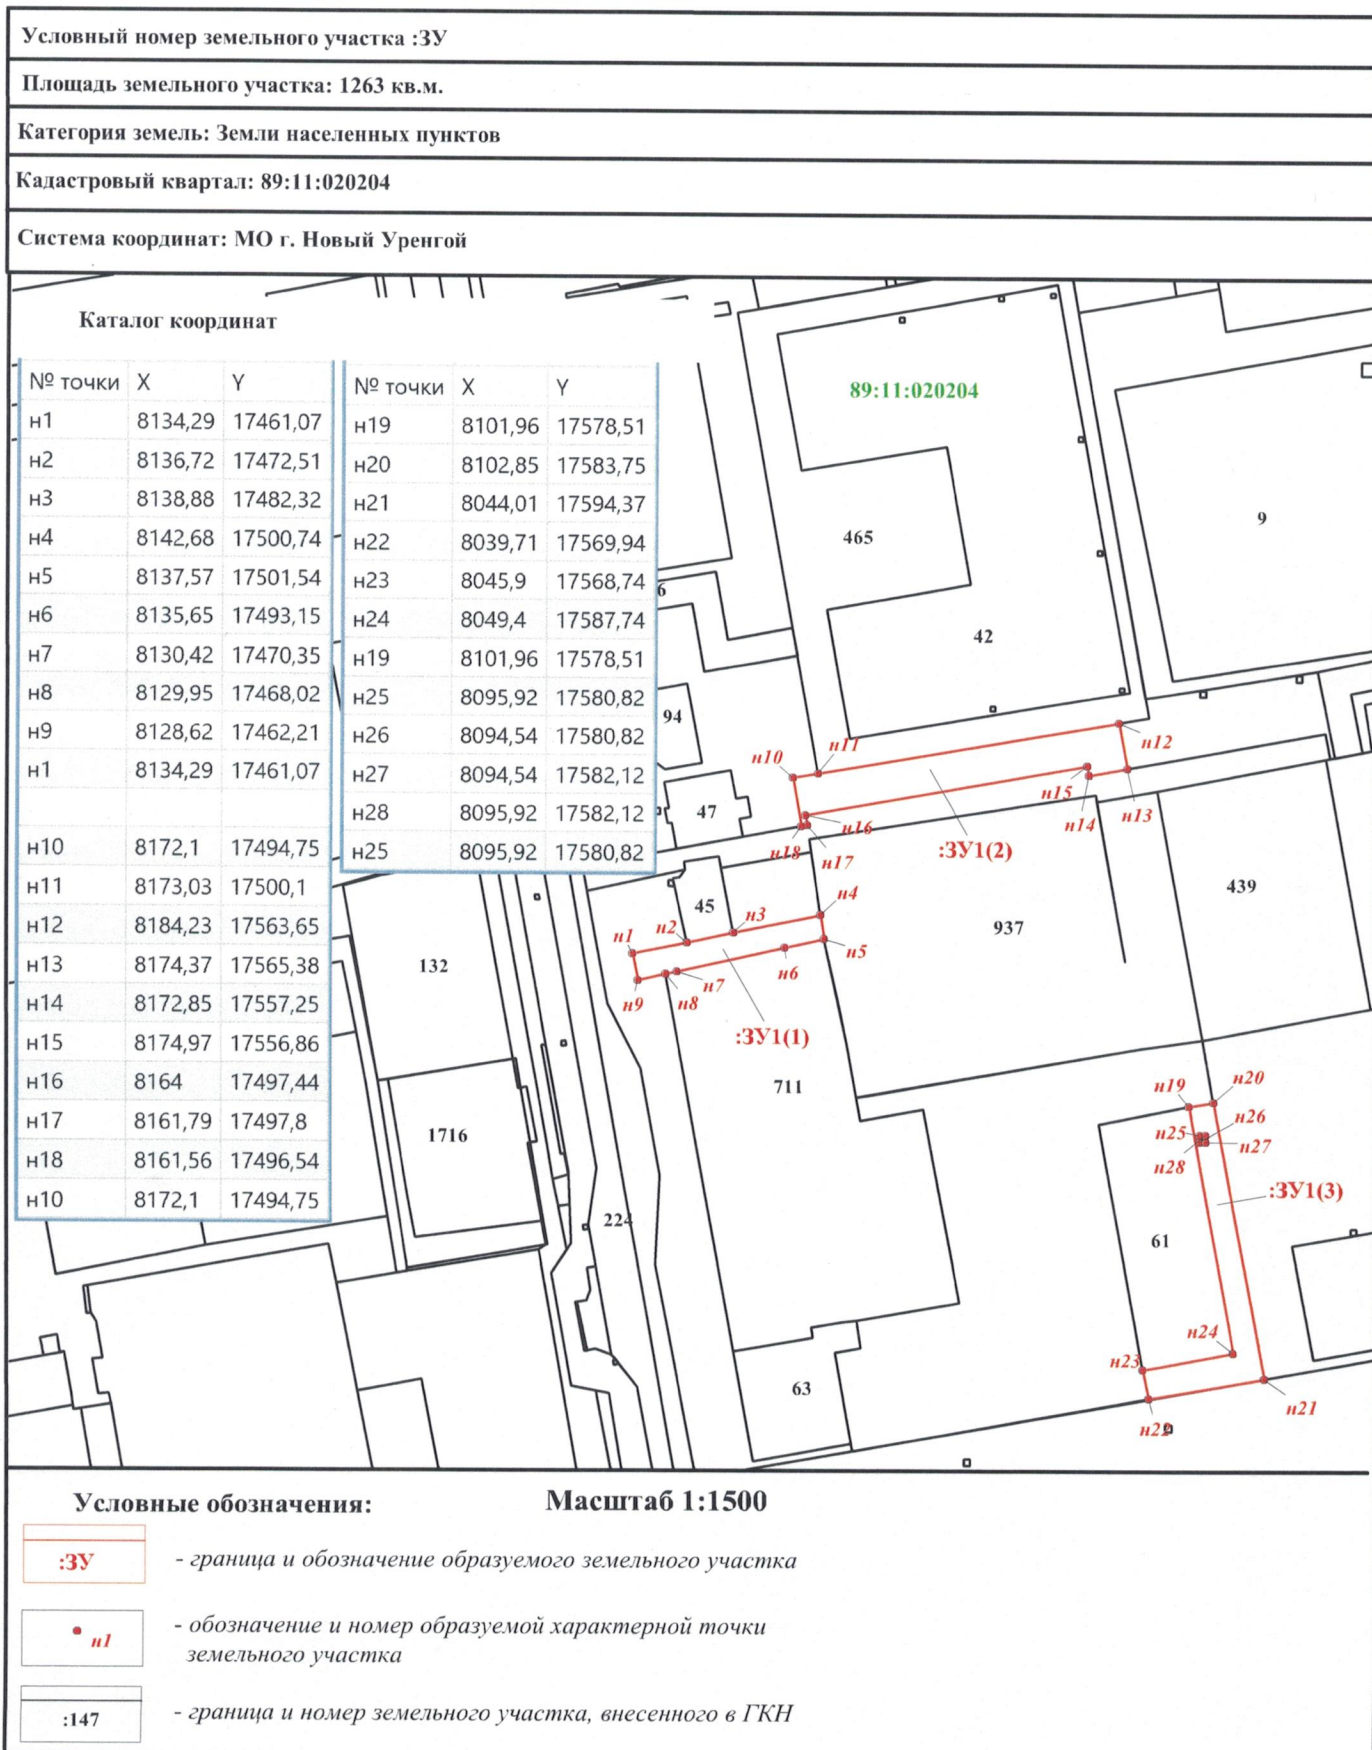 Условный номер земельного участка :ЗУ
Площадь земельного участка: 1263 кв.м.
Категория земель: Земли населенных пунктов
Кадастровый квартал: 89:11:020204
Система координат: МО г. Новый Уренгой
Каталог координат
№ точки X Y
н1 8134,29 17461,07
н2 8136,72 17472,51
н3 8138,88 17482,32
н4 8142,68 17500,74
н5 8137,57 17501,54
н6 8135,65 17493,15
н7 8130,42 17470,35
н8 8129,95 17468,02
н9 8128,62 17462,21
н1 8134,29 17461,07
н10 8172,1 17494,75
н11 8173,03 17500,1
н12 8184,23 17563,65
н13 8174,37 17565,38
н14 8172,85 17557,25
н15 8174,97 17556,86
н16 8164 17497,44
н17 8161,79 17497,8
н18 8161,56 17496,54
н10 8172,1 17494,75
№ точки X Y
н19 8101,96 17578,51
н20 8102,85 17583,75
н21 8044,01 17594,37
н22 8039,71 17569,94
н23 8045,9 17568,74
н24 8049,4 17587,74
н19 8101,96 17578,51
н25 8095,92 17580,82
н26 8094,54 17580,82
н27 8094,54 17582,12
н28 8095,92 17582,12
н25 8095,92 17580,82
89:11:020204
465
9
42
6
94
47
н10
н11
н12
н15
н14
н13
н16
н18
н17
:ЗУ1(2)
439
45
н4
н3
н2
н1
937
н5
н6
н7
н8
н9
132
:ЗУ1(1)
711
н19
н20
н26
н25
н27
н28
:ЗУ1(3)
1716
224
61
н24
н23
63
н21
н22
Условные обозначения:
Масштаб 1:1500
:ЗУ
- граница и обозначение образуемого земельного участка
н1
- обозначение и номер образуемой характерной точки
земельного участка
:147
- граница и номер земельного участка, внесенного в ГКН